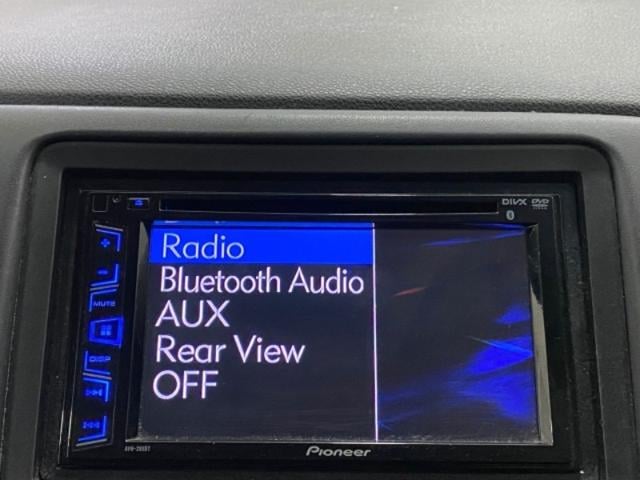 DIVX DVD
Radio
Bluetooth Audio
AUX
Rear View
OFF
MUTE
DISP
Pioneer